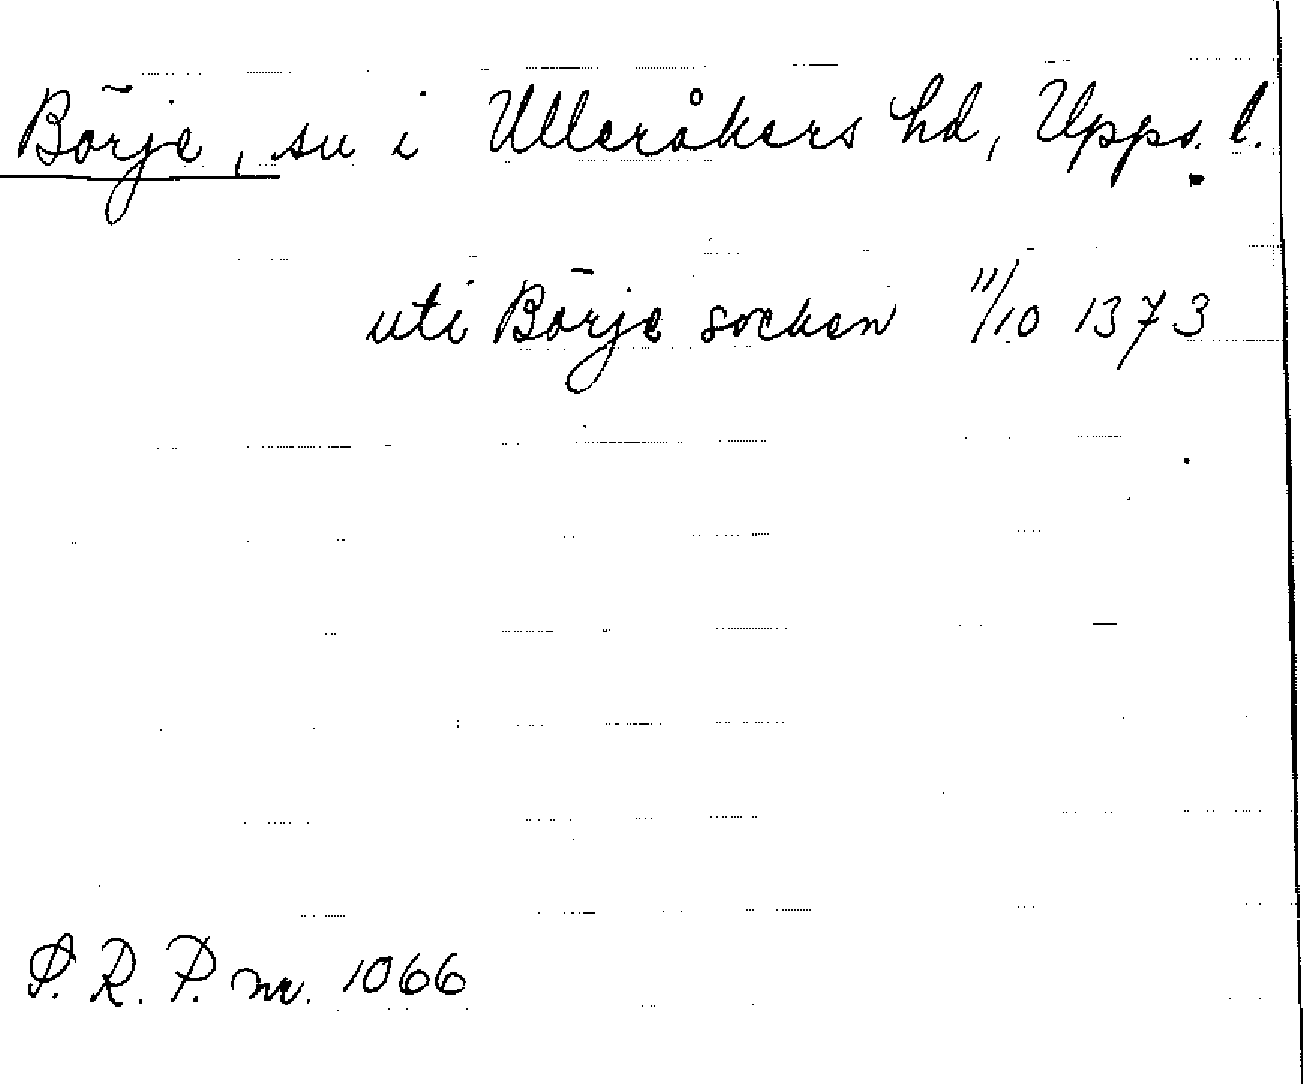 Börje, sn i Ulleråkers hd, Upps. l.
uti Börje socken 11/10 1373
S. R. P. nr. 1066